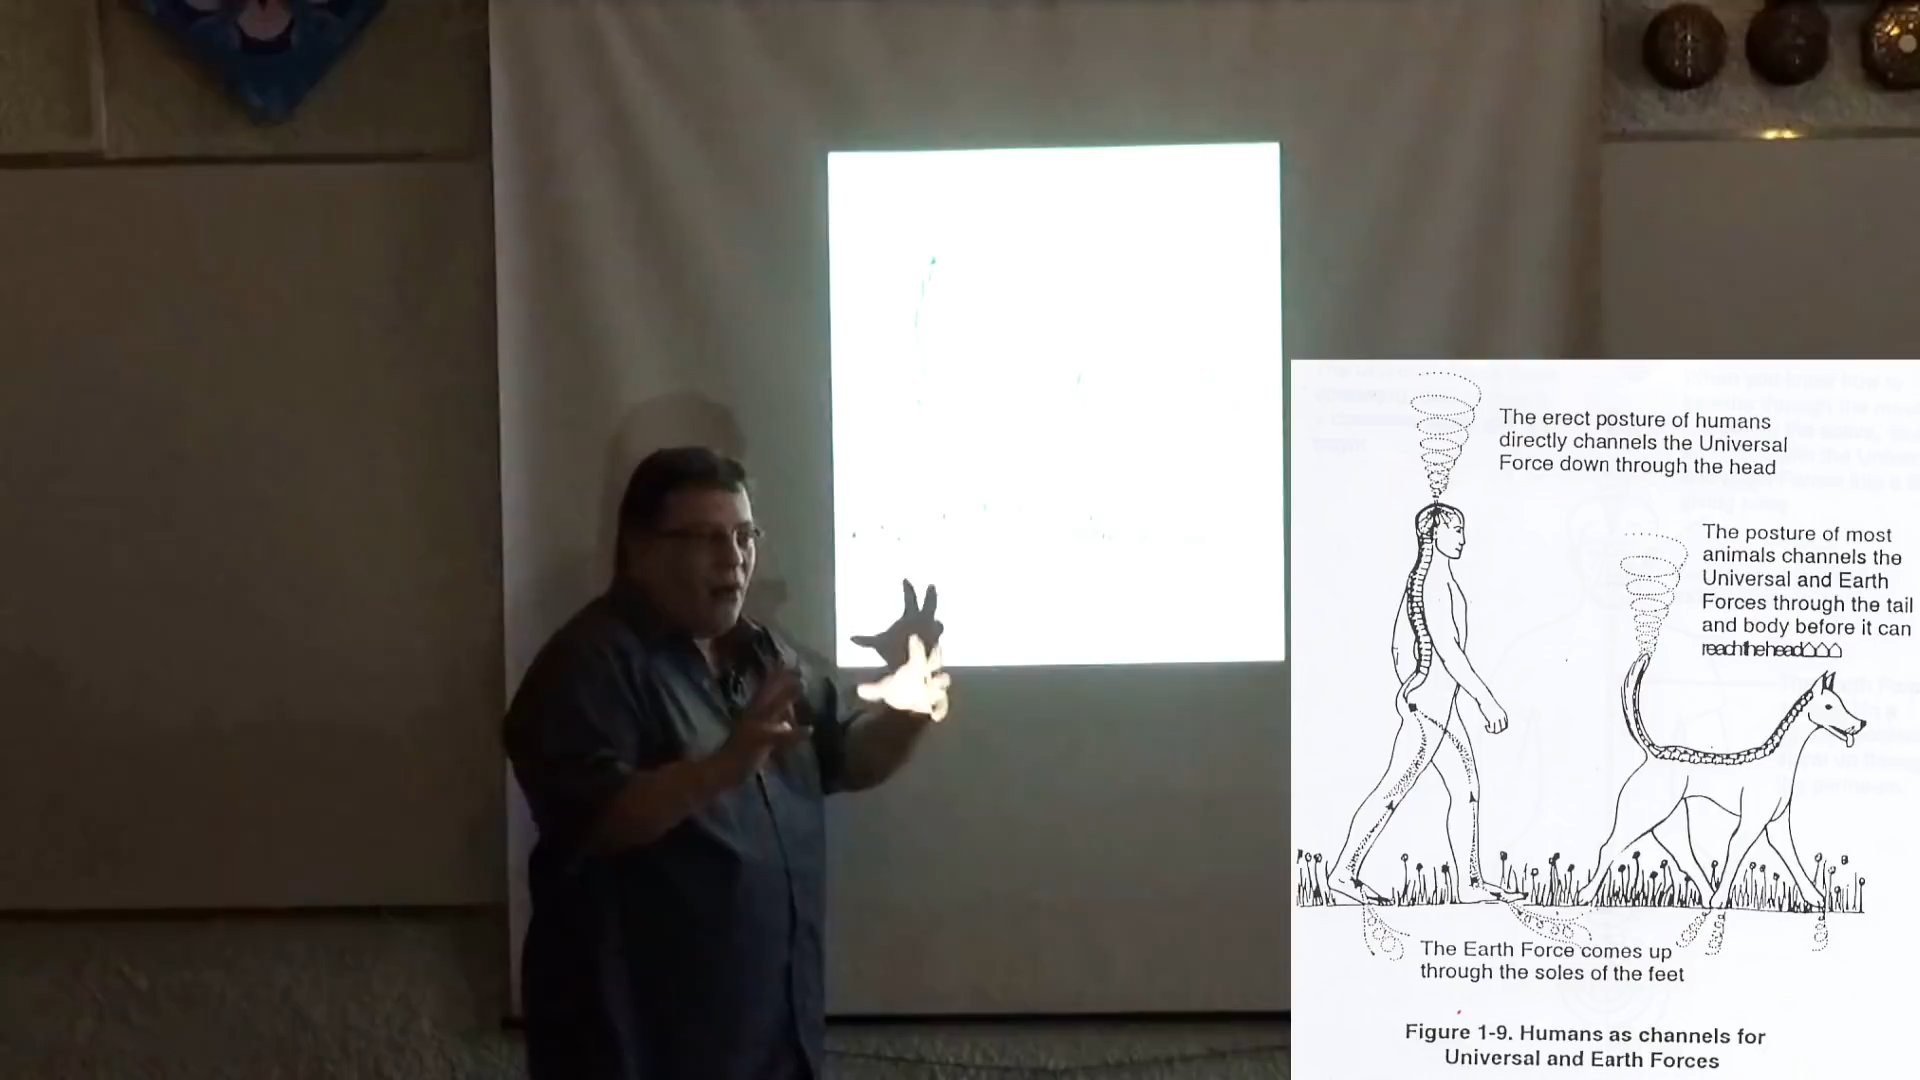 The erect posture of humans
directly channels the Universal
Force down through the head
The posture of most
animals channels the
Universal and Earth
Forces through the tail
and body before it can
reach the head
The Earth Force comes up
through the soles of the feet
Figure 1-9. Humans as channels for
Universal and Earth Forces